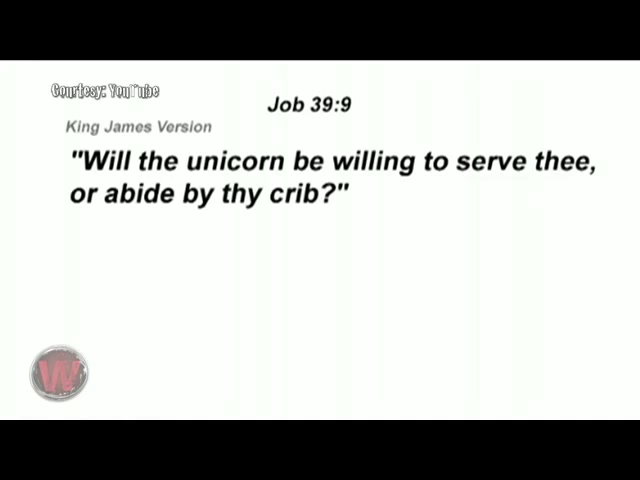 Courtesy: YouTube
Job 39:9
King James Version
"Will the unicorn be willing to serve thee,
or abide by thy crib?"
W